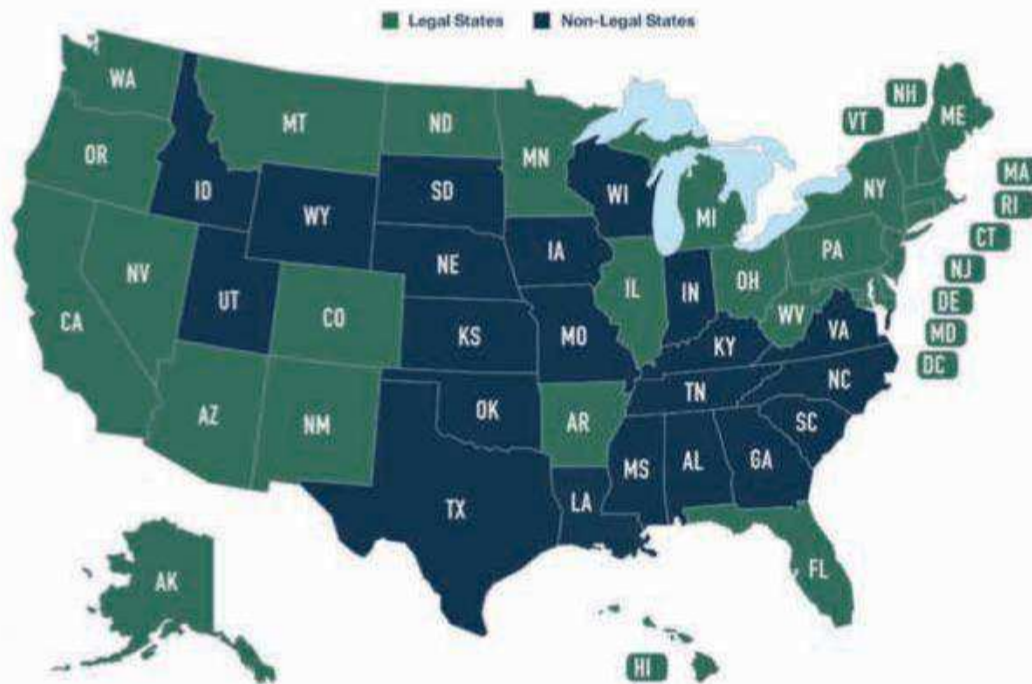 Legal States Non-Legal States
WA
MT
ND
MN
NH
VT
ME
OR
ID
WY
SD
WI
MI
NY
MA
RI
CT
NV
UT
CO
NE
IA
IL
IN
OH
PA
NJ
DE
MD
DC
CA
KS
MO
KY
WV
VA
AZ
NM
OK
AR
TN
NC
SC
TX
LA
MS
AL
GA
FL
AK
HI